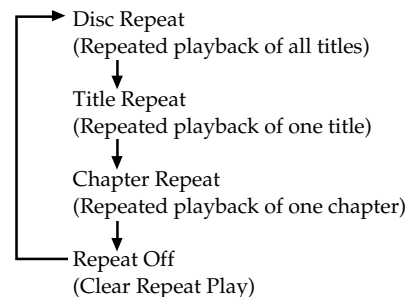 Disc Repeat
(Repeated playback of all titles)
Title Repeat
(Repeated playback of one title)
Chapter Repeat
(Repeated playback of one chapter)
Repeat Off
(Clear Repeat Play)